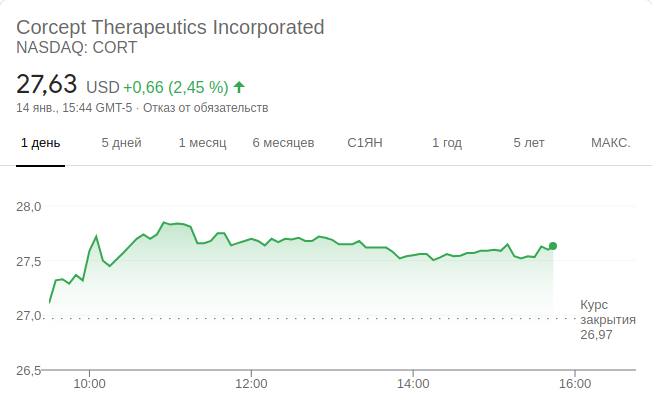 Corcept Therapeutics Incorporated
NASDAQ: CORT
27,63 USD +0,66 (2,45 %)
14 янв., 15:44 GMT-5 · Отказ от обязательств
1 день 5 дней 1 месяц 6 месяцев С1ЯН 1 год 5 лет МАКС.
28,0
27,5
27,0
26,5
Курс
закрытия
26,97
10:00 12:00 14:00 16:00